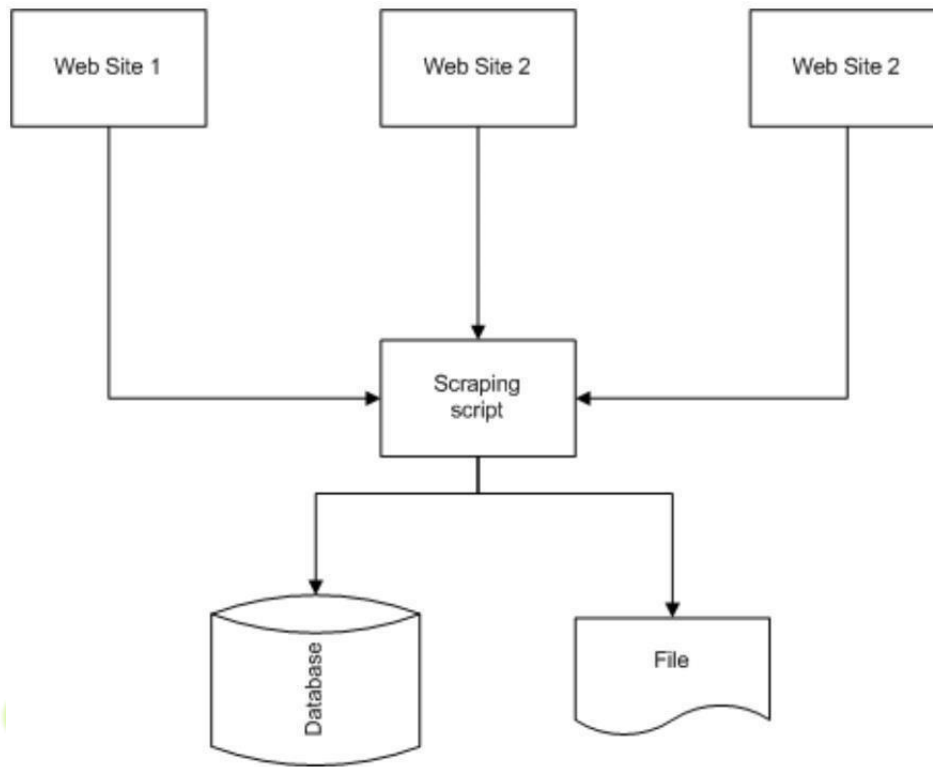 Web Site 1
Web Site 2
Web Site 2
Scraping
script
Database
File